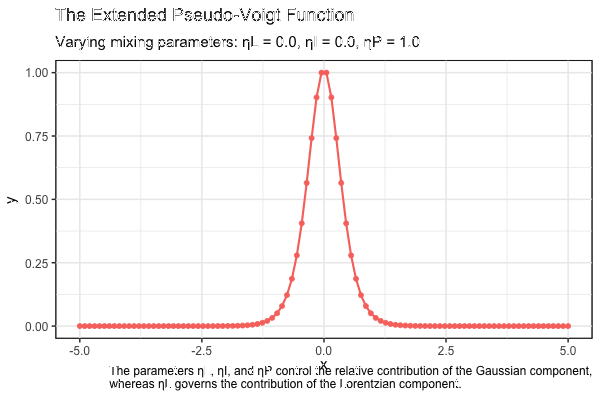 The Extended Pseudo-Voigt Function
Varying mixing parameters: ηL = 0.0, ηI = 0.0, ηP = 1.0
1.00
0.75
0.50
0.25
0.00
y
-5.0
-2.5
0.0
2.5
5.0
x
The parameters ηL, ηI, and ηP control the relative contribution of the Gaussian component,
whereas ηL governs the contribution of the Lorentzian component.